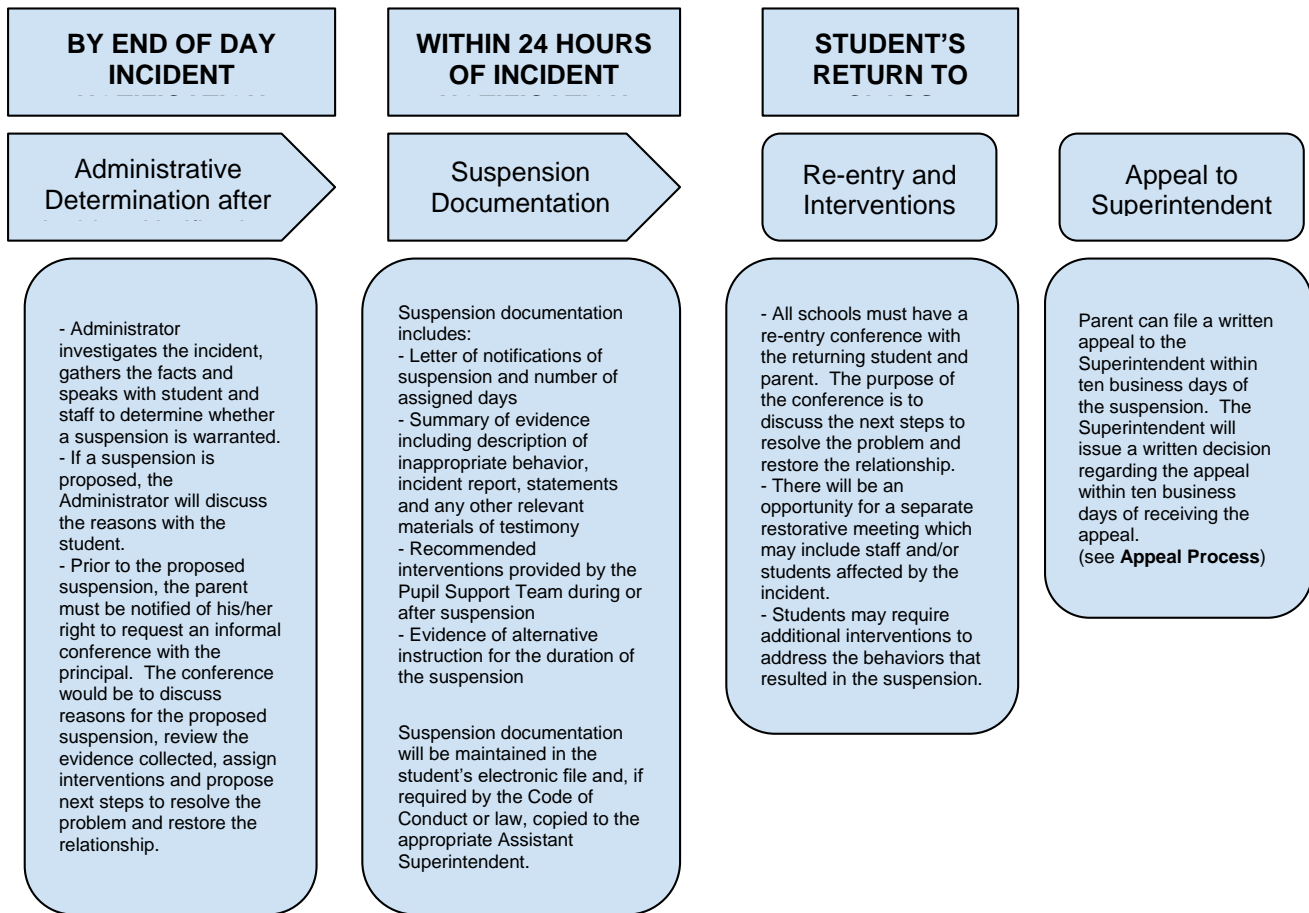 BY END OF DAY
INCIDENT
WITHIN 24 HOURS
OF INCIDENT
STUDENT’S
RETURN TO
Administrative
Determination after
Suspension
Documentation
Re-entry and
Interventions
Appeal to
Superintendent
- Administrator
investigates the incident,
gathers the facts and
speaks with student and
staff to determine whether
a suspension is warranted.
- If a suspension is
proposed, the
Administrator will discuss
the reasons with the
student.
- Prior to the proposed
suspension, the parent
must be notified of his/her
right to request an informal
conference with the
principal.  The conference
would be to discuss
reasons for the proposed
suspension, review the
evidence collected, assign
interventions and propose
next steps to resolve the
problem and restore the
relationship.
Suspension documentation
includes:
- Letter of notifications of
suspension and number of
assigned days
- Summary of evidence
including description of
inappropriate behavior,
incident report, statements
and any other relevant
materials of testimony
- Recommended
interventions provided by the
Pupil Support Team during or
after suspension
- Evidence of alternative
instruction for the duration of
the suspension
Suspension documentation
will be maintained in the
student’s electronic file and, if
required by the Code of
Conduct or law, copied to the
appropriate Assistant
Superintendent.
- All schools must have a
re-entry conference with
the returning student and
parent.  The purpose of
the conference is to
discuss the next steps to
resolve the problem and
restore the relationship.
- There will be an
opportunity for a separate
restorative meeting which
may include staff and/or
students affected by the
incident.
- Students may require
additional interventions to
address the behaviors that
resulted in the suspension.
Parent can file a written
appeal to the
Superintendent within
ten business days of
the suspension.  The
Superintendent will
issue a written decision
regarding the appeal
within ten business
days of receiving the
appeal.
(see Appeal Process)